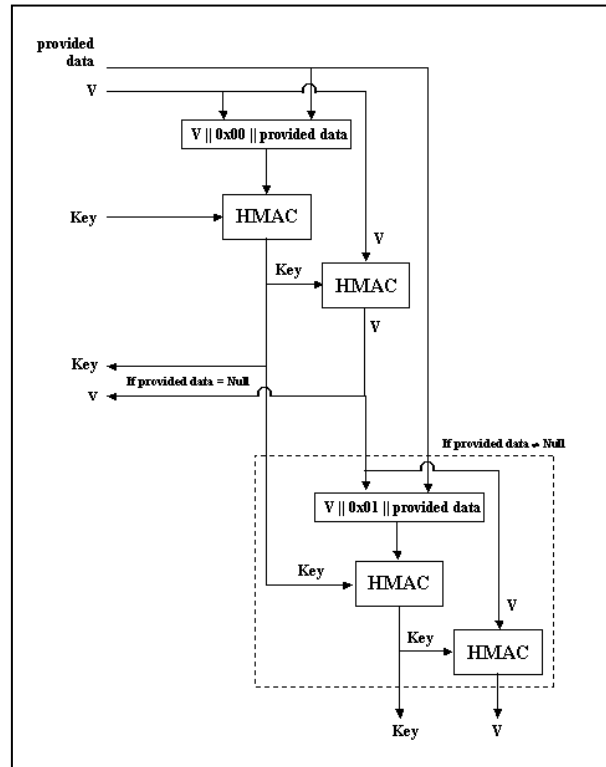 provided
data
V
V || 0x00 || provided data
Key
HMAC
V
Key
HMAC
V
Key
If provided data = Null
V
If provided data ≠ Null
V || 0x01 || provided data
Key
HMAC
V
Key
HMAC
Key
V